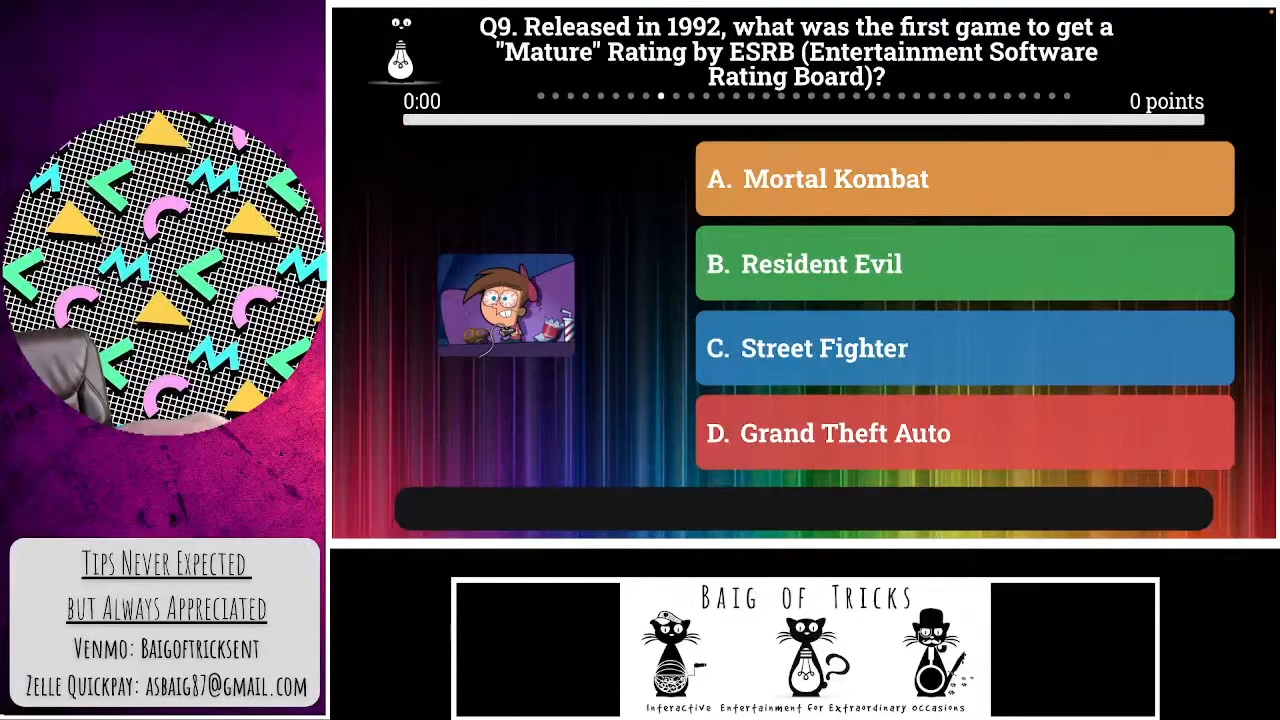 Q9. Released in 1992, what was the first game to get a
"Mature" Rating by ESRB (Entertainment Software
Rating Board)?
0:00
0 points
A. Mortal Kombat
B. Resident Evil
C. Street Fighter
D. Grand Theft Auto
Tips Never Expected
but Always Appreciated
Venmo: Baigoftricksent
Zelle Quickpay: asbaig87@gmail.com
Baig of Tricks
Interactive Entertainment for Extraordinary Occasions